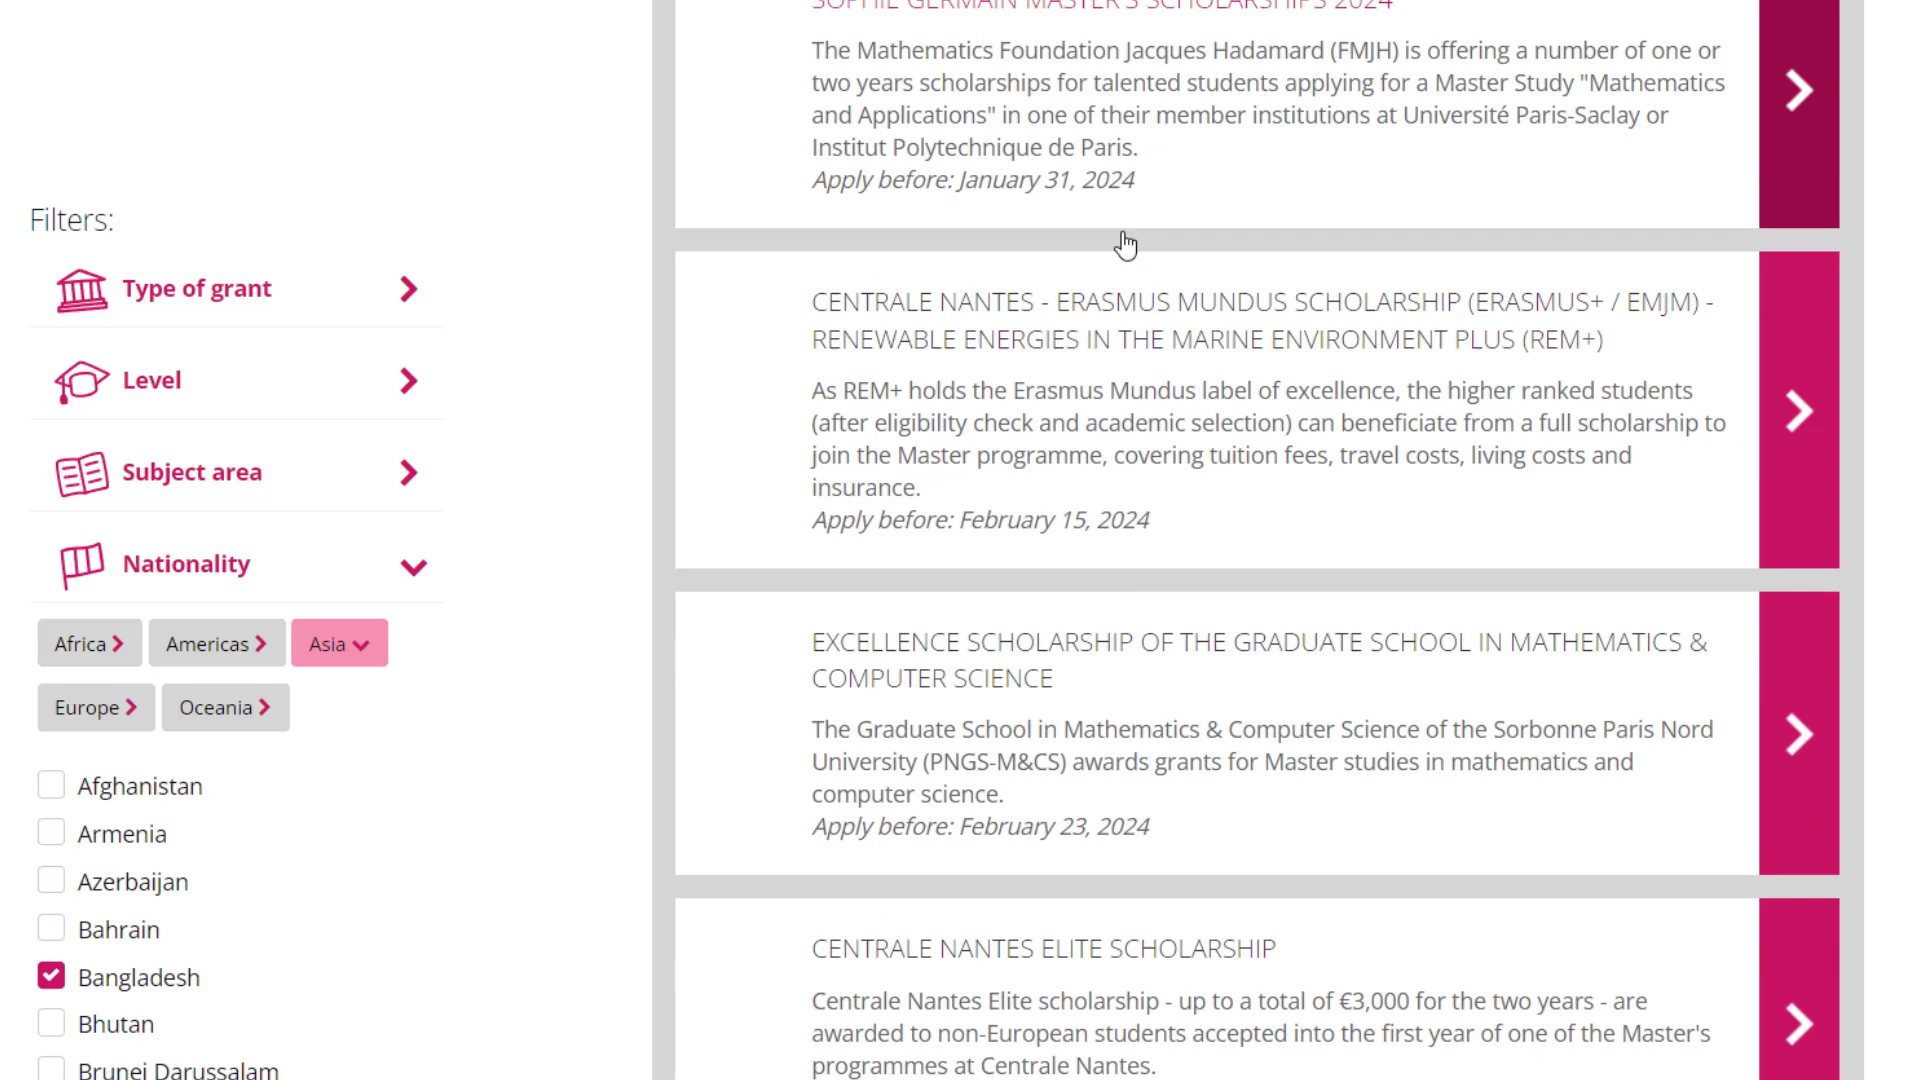 Filters:
Type of grant
Level
Subject area
Nationality
Africa
Americas
Asia
Europe
Oceania
Afghanistan
Armenia
Azerbaijan
Bahrain
Bangladesh
Bhutan
Brunei Darussalam
SOPHIE GERMAIN MASTER'S SCHOLARSHIPS 2024
The Mathematics Foundation Jacques Hadamard (FMJH) is offering a number of one or
two years scholarships for talented students applying for a Master Study "Mathematics
and Applications" in one of their member institutions at Université Paris-Saclay or
Institut Polytechnique de Paris.
Apply before: January 31, 2024
CENTRALE NANTES - ERASMUS MUNDUS SCHOLARSHIP (ERASMUS+ / EMJM) -
RENEWABLE ENERGIES IN THE MARINE ENVIRONMENT PLUS (REM+)
As REM+ holds the Erasmus Mundus label of excellence, the higher ranked students
(after eligibility check and academic selection) can beneficiate from a full scholarship to
join the Master programme, covering tuition fees, travel costs, living costs and
insurance.
Apply before: February 15, 2024
EXCELLENCE SCHOLARSHIP OF THE GRADUATE SCHOOL IN MATHEMATICS &
COMPUTER SCIENCE
The Graduate School in Mathematics & Computer Science of the Sorbonne Paris Nord
University (PNGS-M&CS) awards grants for Master studies in mathematics and
computer science.
Apply before: February 23, 2024
CENTRALE NANTES ELITE SCHOLARSHIP
Centrale Nantes Elite scholarship - up to a total of €3,000 for the two years - are
awarded to non-European students accepted into the first year of one of the Master's
programmes at Centrale Nantes.